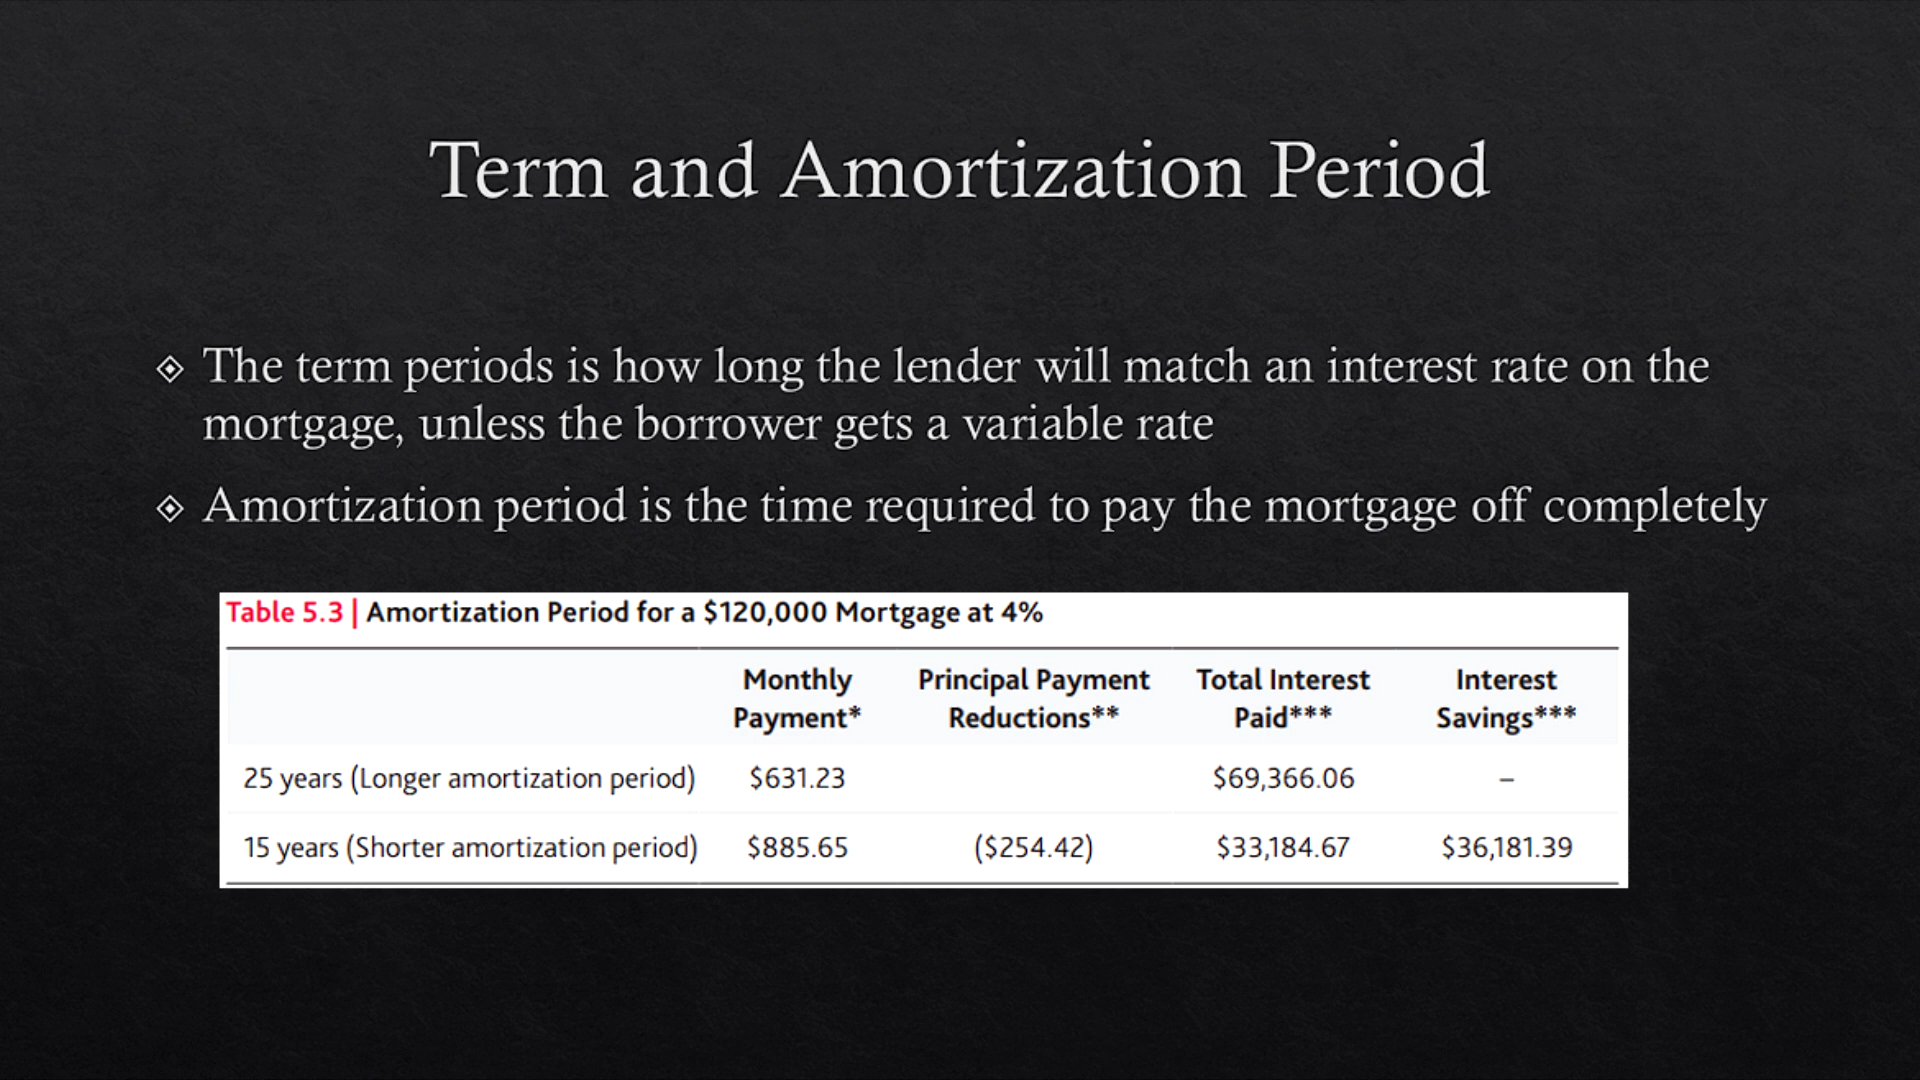 Term and Amortization Period
The term periods is how long the lender will match an interest rate on the
mortgage, unless the borrower gets a variable rate
Amortization period is the time required to pay the mortgage off completely
Table 5.3 | Amortization Period for a $120,000 Mortgage at 4%
Monthly Payment* Principal Payment Reductions** Total Interest Paid*** Interest Savings***
25 years (Longer amortization period) $631.23 $69,366.06 –
15 years (Shorter amortization period) $885.65 ($254.42) $33,184.67 $36,181.39